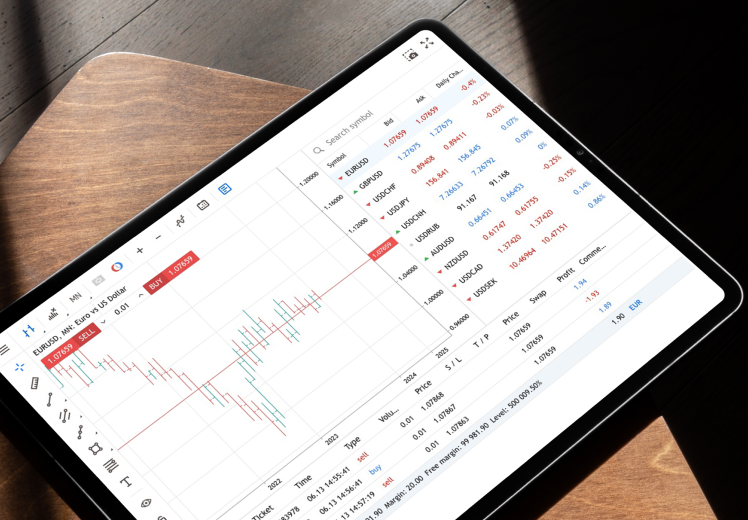 MN
EURUSD, MN: Euro vs US Dollar
1.07659 SELL 0.01 BUY 1.07659
1.20000
1.16000
1.12000
1.07659
1.04000
1.00000
0.96000
2022 2023 2024 2025
Search symbol
Symbol Bid Ask Daily Cha...
EURUSD 1.07659 1.07659 -0.4%
GBPUSD 1.27675 1.27675 -0.23%
USDCHF 0.89408 0.89411 -0.03%
USDJPY 156.841 156.845 0.07%
USDCNH 7.26633 7.26792 0.09%
USDRUB 91.167 91.168 0%
AUDUSD 0.66451 0.66453 -0.25%
NZDUSD 0.61747 0.61755 -0.15%
USDCAD 1.37420 1.37420 0.14%
USDSEK 10.46964 10.47151 0.86%
Ticket Time Type Volu... Price S / L T / P Price Swap Profit Comme...
83978 06.13 14:55:41 sell 0.01 1.07868 1.07659 1.94
06.13 14:56:41 buy 0.01 1.07867 1.07659 -1.93
06.13 14:57:19 sell 0.01 1.07863 1.07659 1.89
01.90 Margin: 20.00 Free margin: 99 981.90 Level: 500 009.50% 1.90 EUR